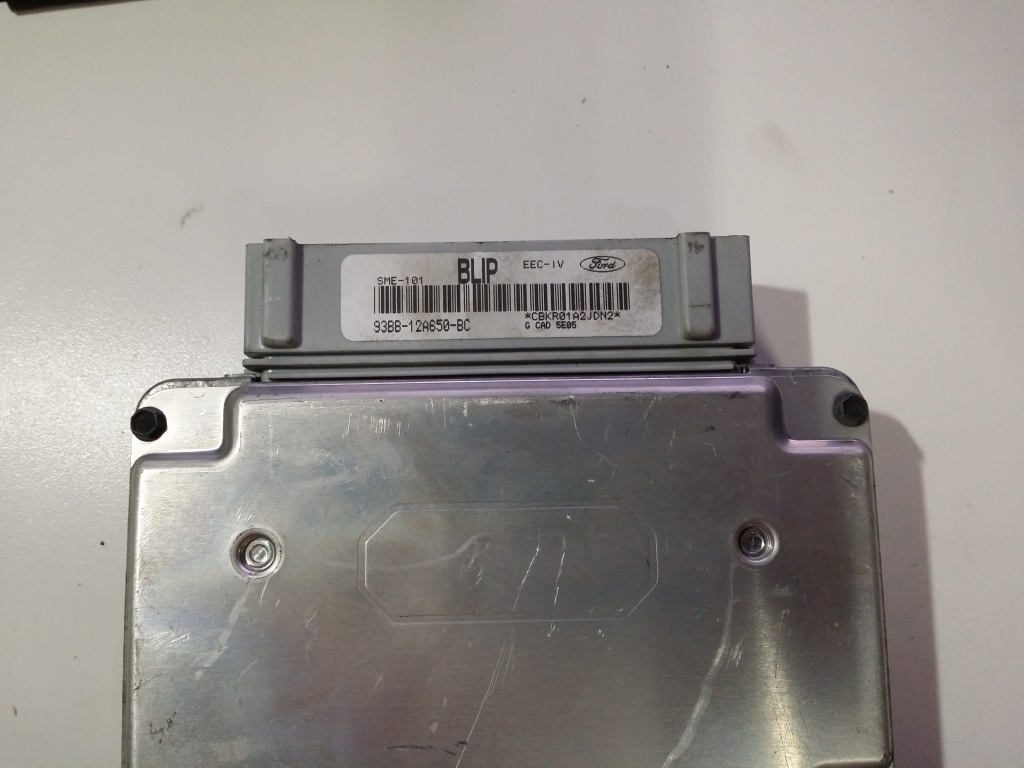 SME-101 BLIP EEC-IV Ford
*CBKR01A2JDN2*
93BB-12A650-BC G CAD 5E05